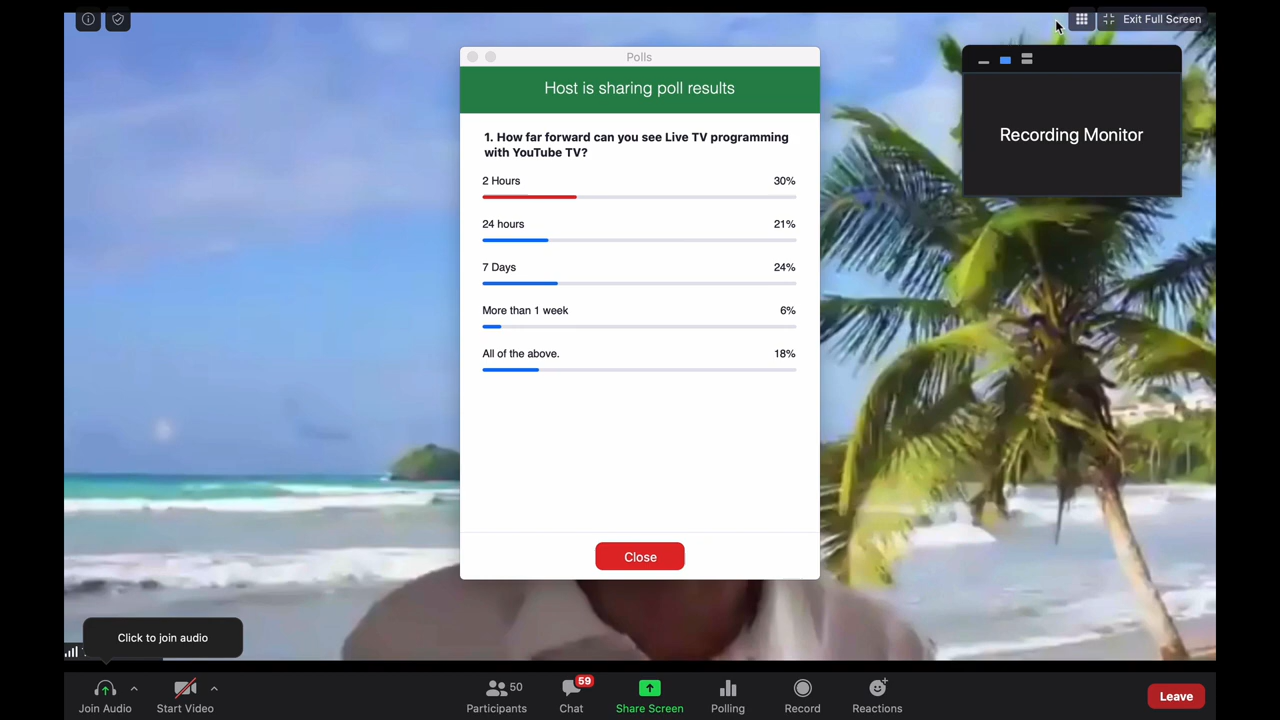 Exit Full Screen
Polls
Host is sharing poll results
Recording Monitor
1. How far forward can you see Live TV programming
with YouTube TV?
2 Hours 30%
24 hours 21%
7 Days 24%
More than 1 week 6%
All of the above. 18%
Close
Click to join audio
Join Audio
Start Video
50
Participants
59
Chat
Share Screen
Polling
Record
Reactions
Leave